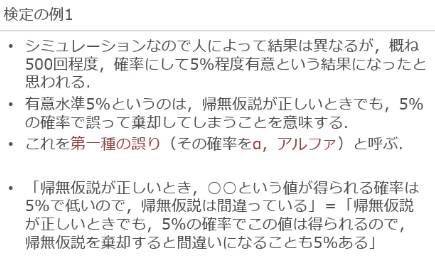 検定の例1
• シミュレーションなので人によって結果は異なるが，概ね
500回程度，確率にして5%程度有意という結果になったと
思われる．
• 有意水準5%というのは，帰無仮説が正しいときでも，5%
の確率で誤って棄却してしまうことを意味する．
• これを第一種の誤り（その確率をα，アルファ）と呼ぶ．
• 「帰無仮説が正しいとき，○○という値が得られる確率は
5%で低いので，帰無仮説は間違っている」＝「帰無仮説
が正しいときでも，5%の確率でこの値は得られるので，
帰無仮説を棄却すると間違いになることも5%ある」